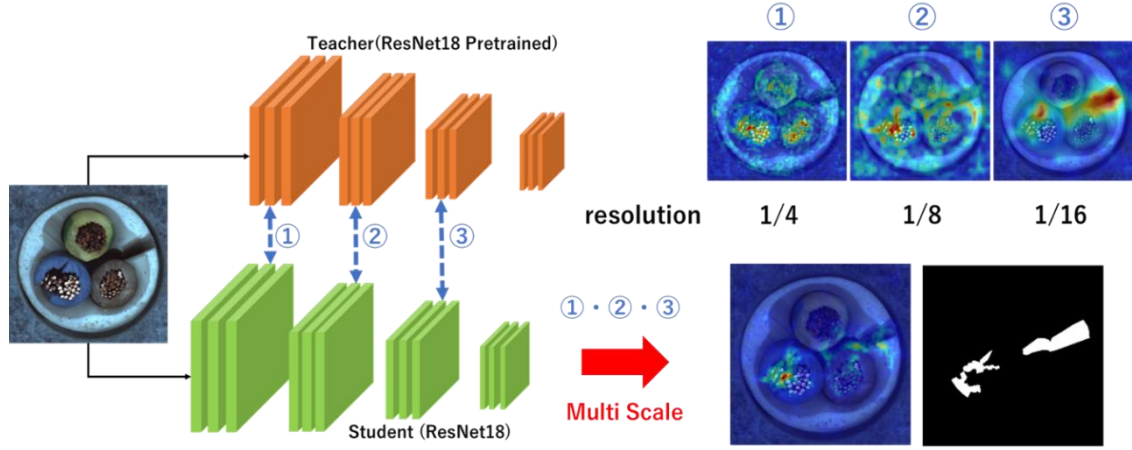 Teacher(ResNet18 Pretrained)
① ② ③
resolution 1/4 1/8 1/16
①
②
③
①・②・③
Multi Scale
Student (ResNet18)